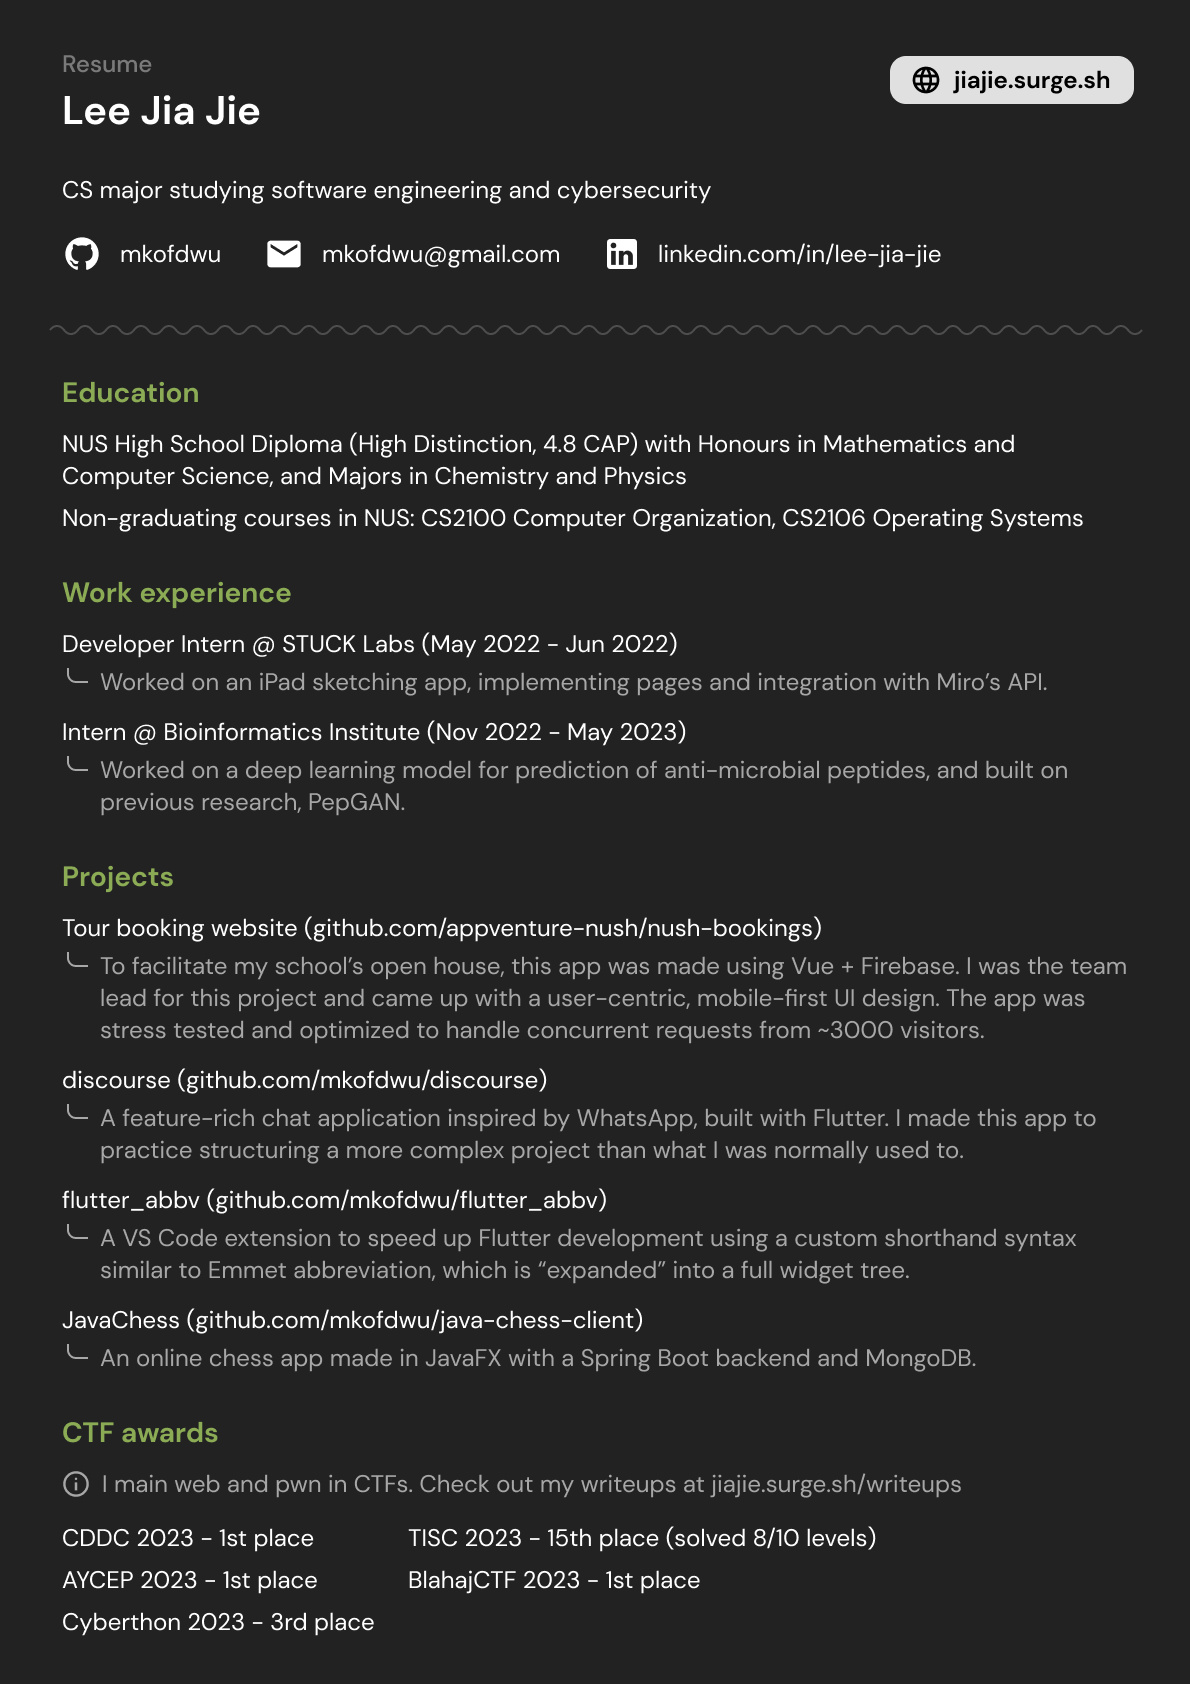 Resume
Lee Jia Jie
jiajie.surge.sh
CS major studying software engineering and cybersecurity
mkofdwu
mkofdwu@gmail.com
linkedin.com/in/lee-jia-jie
Education
NUS High School Diploma (High Distinction, 4.8 CAP) with Honours in Mathematics and
Computer Science, and Majors in Chemistry and Physics
Non-graduating courses in NUS: CS2100 Computer Organization, CS2106 Operating Systems
Work experience
Developer Intern @ STUCK Labs (May 2022 - Jun 2022)
Worked on an iPad sketching app, implementing pages and integration with Miro’s API.
Intern @ Bioinformatics Institute (Nov 2022 - May 2023)
Worked on a deep learning model for prediction of anti-microbial peptides, and built on
previous research, PepGAN.
Projects
Tour booking website (github.com/appventure-nush/nush-bookings)
To facilitate my school’s open house, this app was made using Vue + Firebase. I was the team
lead for this project and came up with a user-centric, mobile-first UI design. The app was
stress tested and optimized to handle concurrent requests from ~3000 visitors.
discourse (github.com/mkofdwu/discourse)
A feature-rich chat application inspired by WhatsApp, built with Flutter. I made this app to
practice structuring a more complex project than what I was normally used to.
flutter_abbv (github.com/mkofdwu/flutter_abbv)
A VS Code extension to speed up Flutter development using a custom shorthand syntax
similar to Emmet abbreviation, which is “expanded” into a full widget tree.
JavaChess (github.com/mkofdwu/java-chess-client)
An online chess app made in JavaFX with a Spring Boot backend and MongoDB.
CTF awards
I main web and pwn in CTFs. Check out my writeups at jiajie.surge.sh/writeups
CDDC 2023 - 1st place
AYCEP 2023 - 1st place
Cyberthon 2023 - 3rd place
TISC 2023 - 15th place (solved 8/10 levels)
BlahajCTF 2023 - 1st place